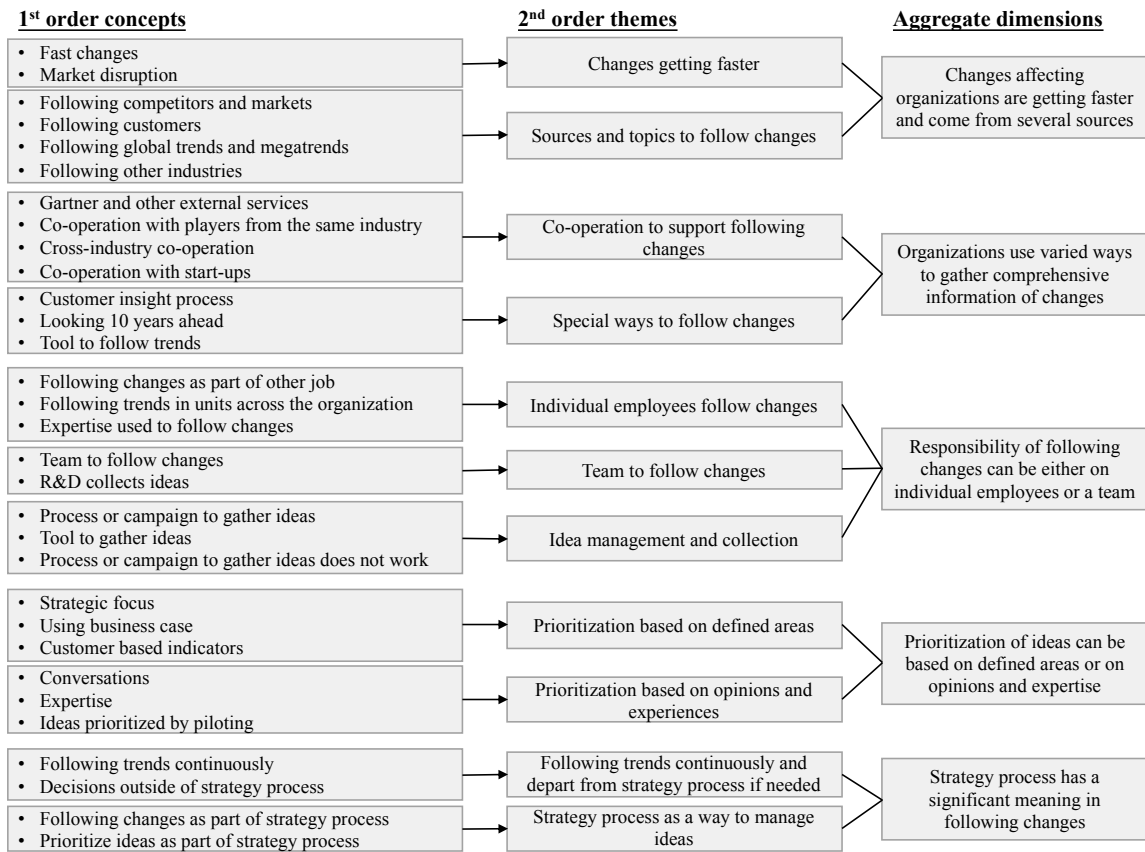 1st order concepts
2nd order themes
Aggregate dimensions
• Fast changes
• Market disruption
Changes getting faster
• Following competitors and markets
• Following customers
• Following global trends and megatrends
• Following other industries
Sources and topics to follow changes
Changes affecting
organizations are getting faster
and come from several sources
• Gartner and other external services
• Co-operation with players from the same industry
• Cross-industry co-operation
• Co-operation with start-ups
Co-operation to support following
changes
• Customer insight process
• Looking 10 years ahead
• Tool to follow trends
Special ways to follow changes
Organizations use varied ways
to gather comprehensive
information of changes
• Following changes as part of other job
• Following trends in units across the organization
• Expertise used to follow changes
Individual employees follow changes
• Team to follow changes
• R&D collects ideas
Team to follow changes
• Process or campaign to gather ideas
• Tool to gather ideas
• Process or campaign to gather ideas does not work
Idea management and collection
Responsibility of following
changes can be either on
individual employees or a team
• Strategic focus
• Using business case
• Customer based indicators
Prioritization based on defined areas
• Conversations
• Expertise
• Ideas prioritized by piloting
Prioritization based on opinions and
experiences
Prioritization of ideas can be
based on defined areas or on
opinions and expertise
• Following trends continuously
• Decisions outside of strategy process
Following trends continuously and
depart from strategy process if needed
• Following changes as part of strategy process
• Prioritize ideas as part of strategy process
Strategy process as a way to manage
ideas
Strategy process has a
significant meaning in
following changes